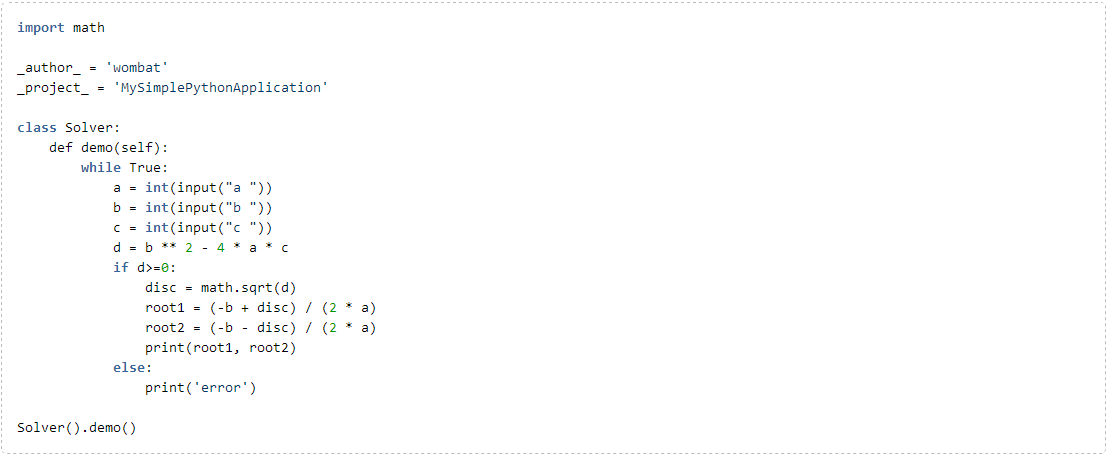 import math

_author_ = 'wombat'
_project_ = 'MySimplePythonApplication'

class Solver:
    def demo(self):
        while True:
            a = int(input("a "))
            b = int(input("b "))
            c = int(input("c "))
            d = b ** 2 - 4 * a * c
            if d>=0:
                disc = math.sqrt(d)
                root1 = (-b + disc) / (2 * a)
                root2 = (-b - disc) / (2 * a)
                print(root1, root2)
            else:
                print('error')

Solver().demo()